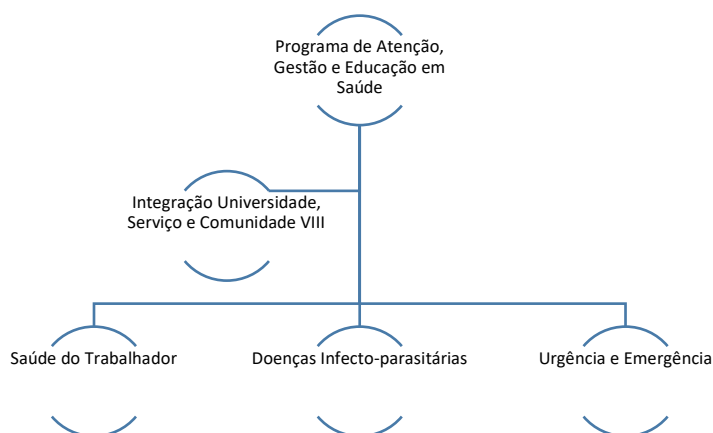 Programa de Atenção,
Gestão e Educação em
Saúde
Integração Universidade,
Serviço e Comunidade VIII
Saúde do Trabalhador
Doenças Infecto-parasitárias
Urgência e Emergência